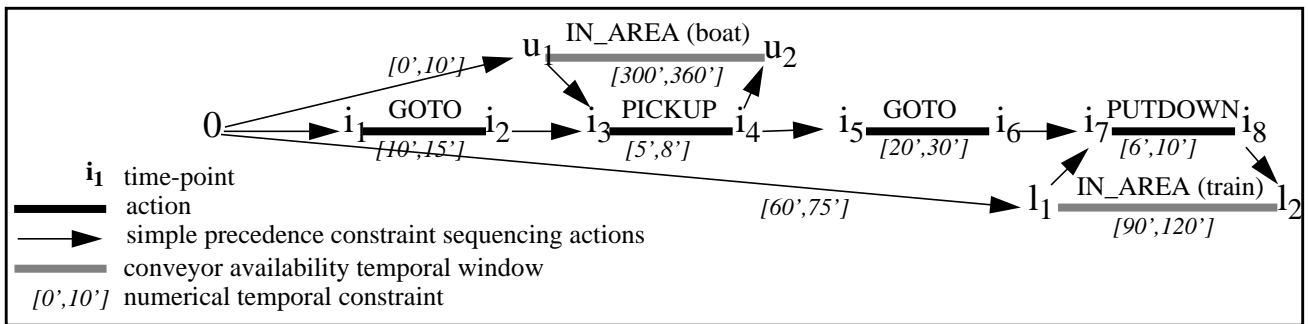 IN_AREA (boat)
u1 u2
[0’,10’] [300’,360’]
GOTO PICKUP GOTO PUTDOWN
0 i1 i2 i3 i4 i5 i6 i7 i8
[10’,15’] [5’,8’] [20’,30’] [6’,10’]
i1 time-point
IN_AREA (train)
l1 l2
[60’,75’] [90’,120’]
action
simple precedence constraint sequencing actions
conveyor availability temporal window
[0’,10’] numerical temporal constraint